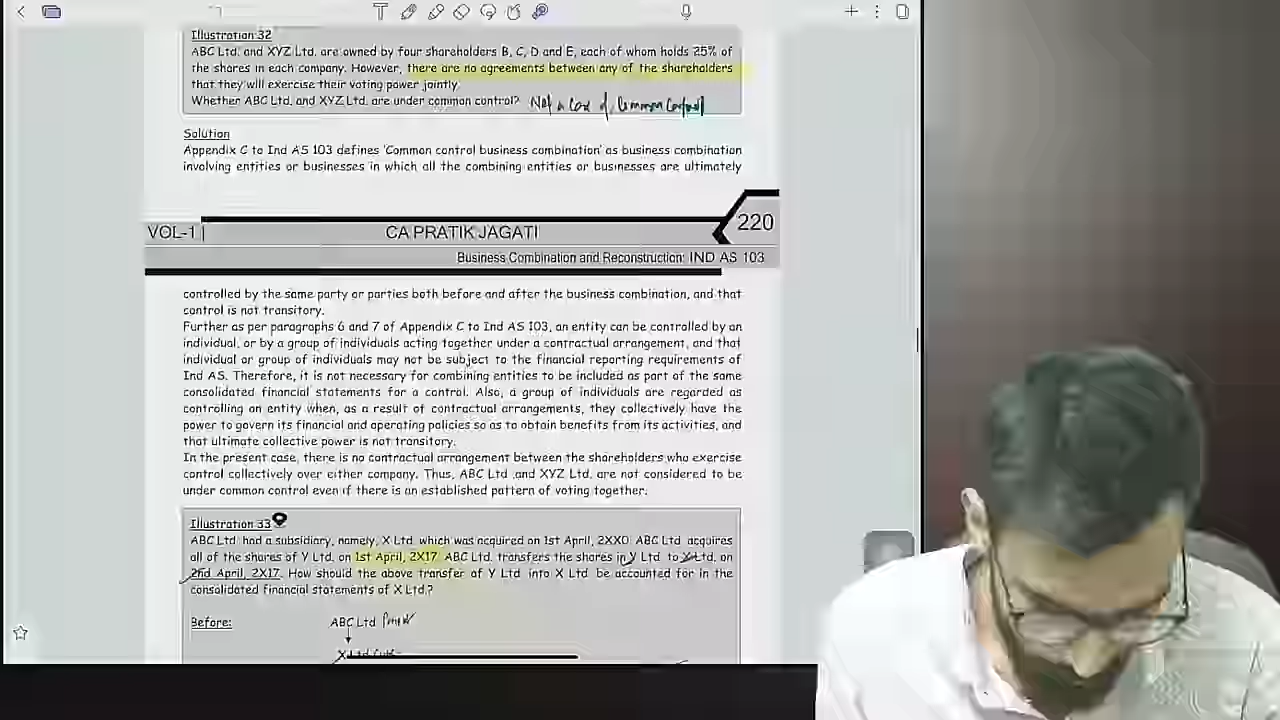 Illustration 32
ABC Ltd. and XYZ Ltd. are owned by four shareholders B, C, D and E, each of whom holds 25% of
the shares in each company. However, there are no agreements between any of the shareholders
that they will exercise their voting power jointly.
Whether ABC Ltd. and XYZ Ltd. are under common control? Not a case of Common Control
Solution
Appendix C to Ind AS 103 defines 'Common control business combination' as business combination
involving entities or businesses in which all the combining entities or businesses are ultimately
220
VOL-1 CA PRATIK JAGATI
Business Combination and Reconstruction: IND AS 103
controlled by the same party or parties both before and after the business combination, and that
control is not transitory.
Further as per paragraphs 6 and 7 of Appendix C to Ind AS 103, an entity can be controlled by an
individual, or by a group of individuals acting together under a contractual arrangement, and that
individual or group of individuals may not be subject to the financial reporting requirements of
Ind AS. Therefore, it is not necessary for combining entities to be included as part of the same
consolidated financial statements for a control. Also, a group of individuals are regarded as
controlling an entity when, as a result of contractual arrangements, they collectively have the
power to govern its financial and operating policies so as to obtain benefits from its activities, and
that ultimate collective power is not transitory.
In the present case, there is no contractual arrangement between the shareholders who exercise
control collectively over either company. Thus, ABC Ltd and XYZ Ltd. are not considered to be
under common control even if there is an established pattern of voting together.
Illustration 33
ABC Ltd. had a subsidiary, namely, X Ltd. which was acquired on 1st April, 2XX0. ABC Ltd. acquires
all of the shares of Y Ltd. on 1st April, 2X17. ABC Ltd. transfers the shares in Y Ltd. to X Ltd. on
2nd April, 2X17. How should the above transfer of Y Ltd. into X Ltd. be accounted for in the
consolidated financial statements of X Ltd.?
Before: ABC Ltd Parent
X Ltd